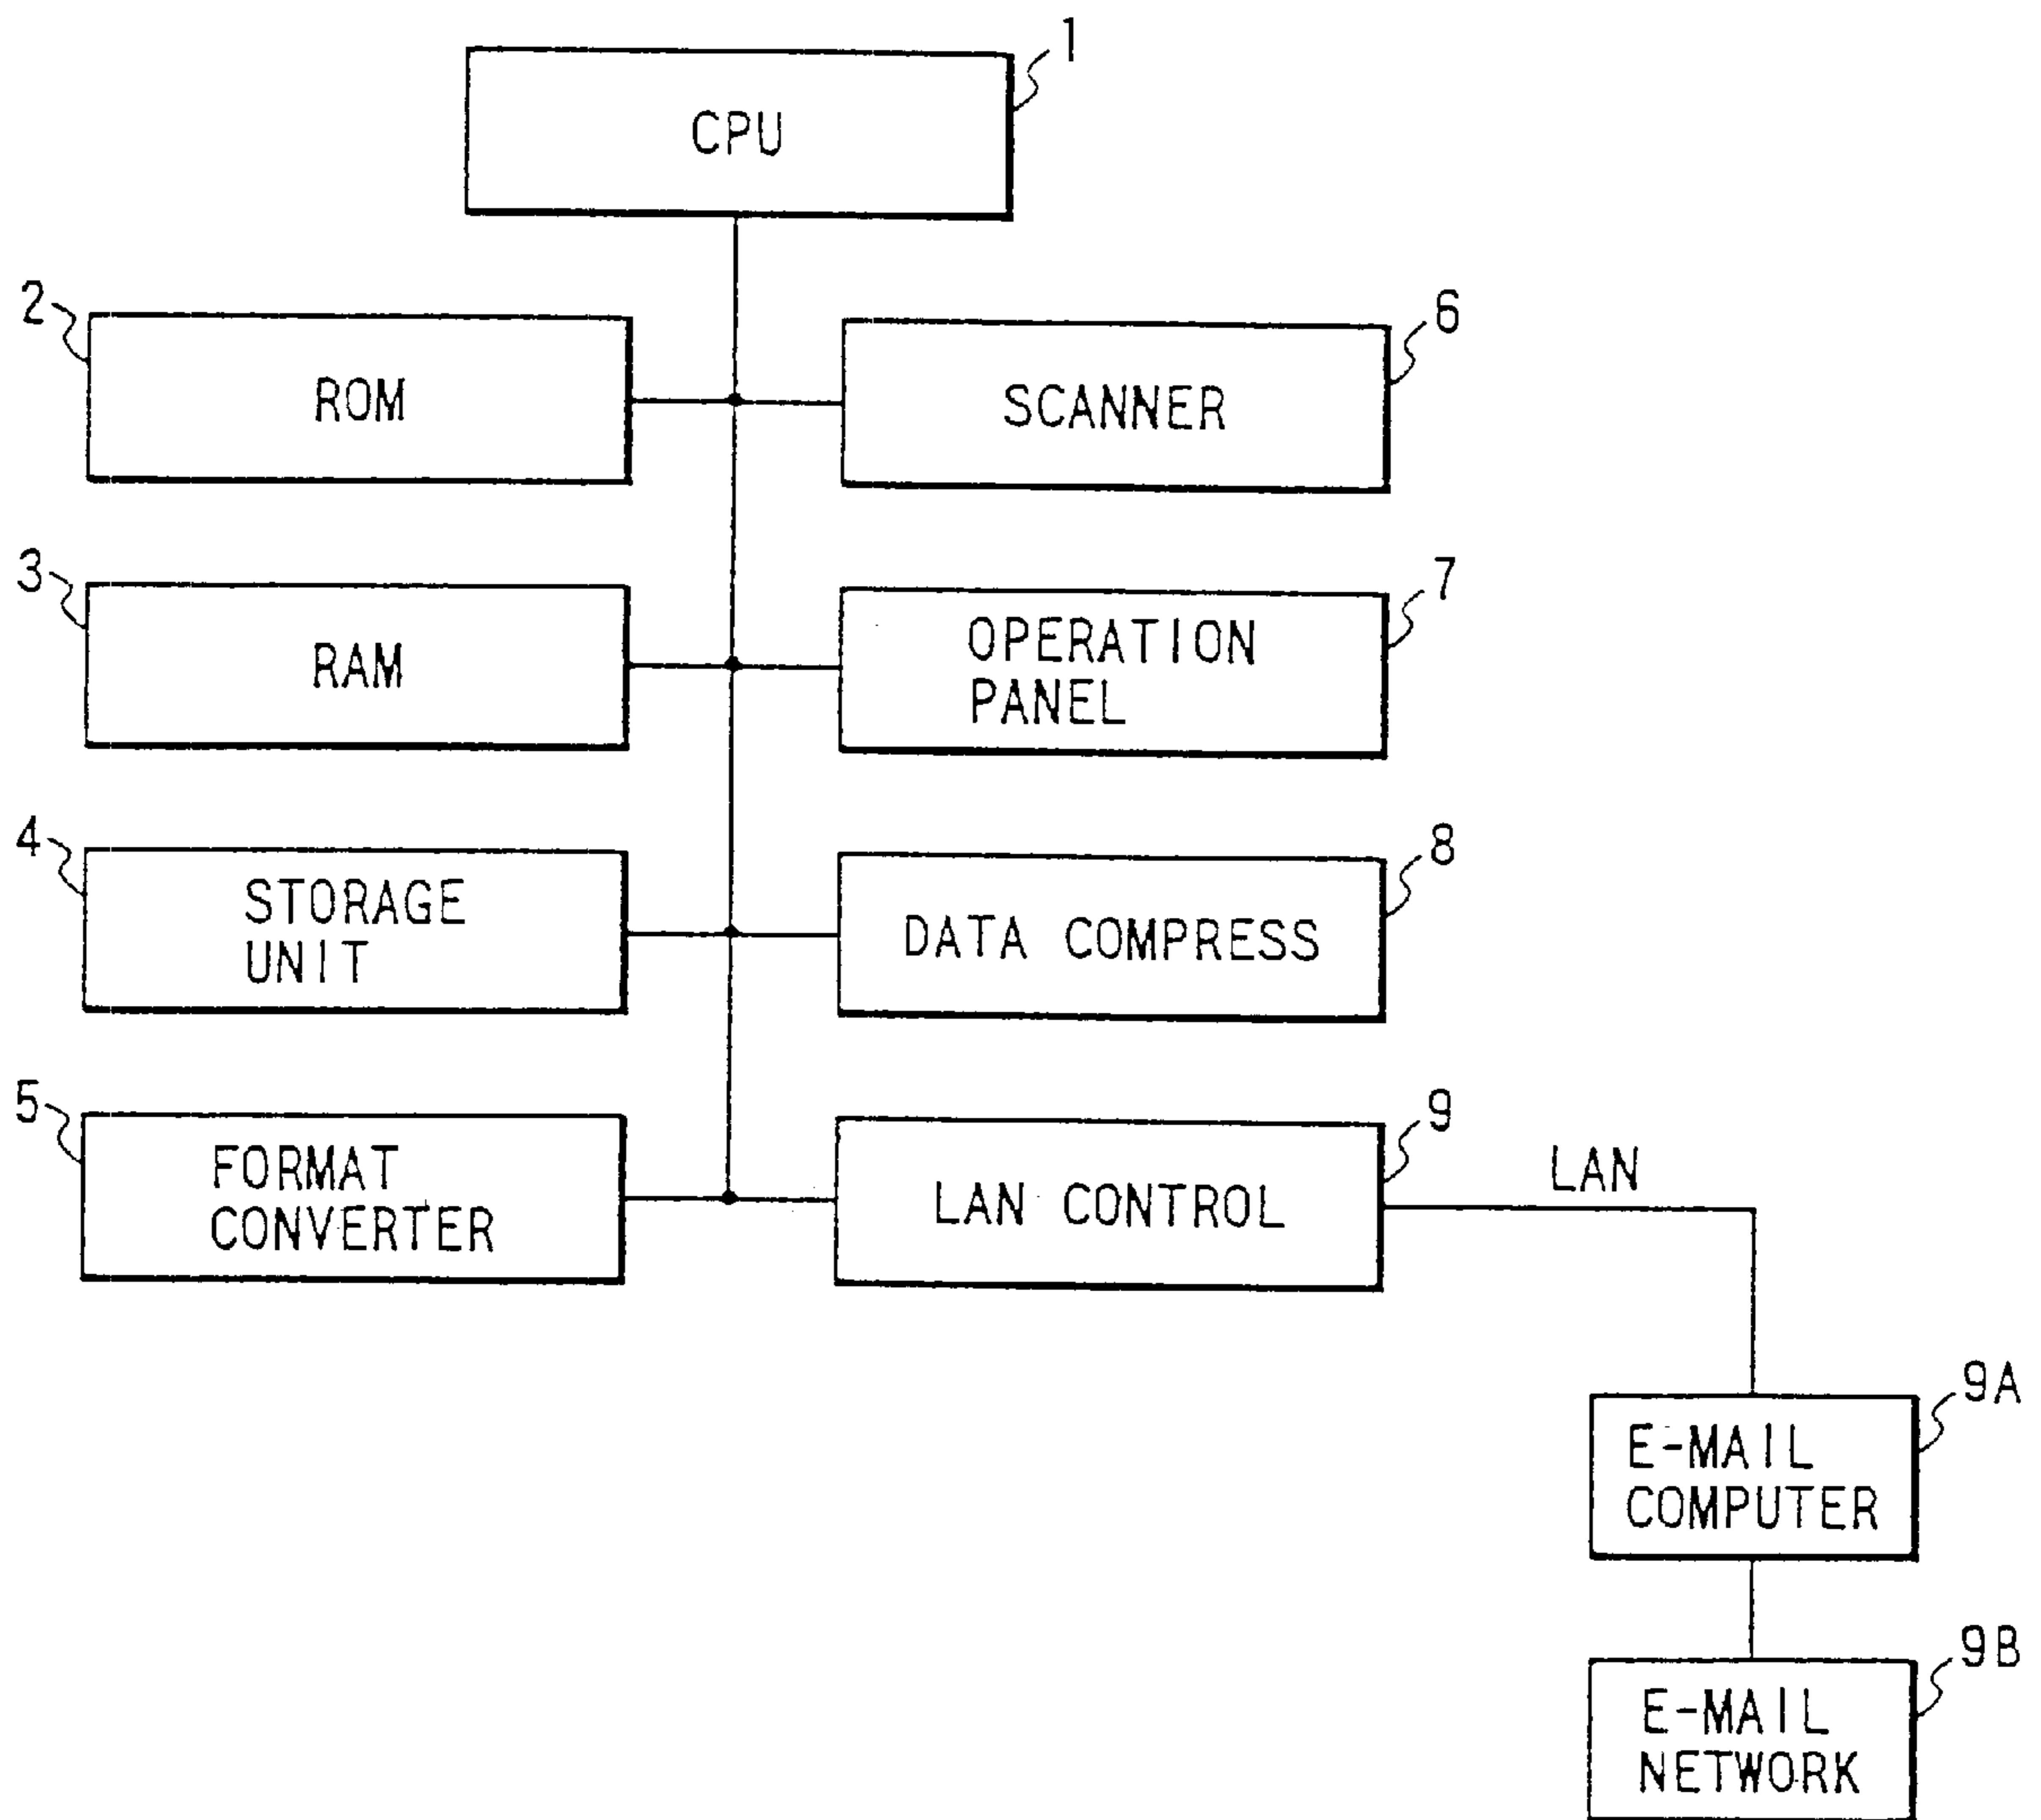 1
CPU
2
ROM
6
SCANNER
3
RAM
7
OPERATION
PANEL
4
STORAGE
UNIT
8
DATA COMPRESS
5
FORMAT
CONVERTER
9
LAN CONTROL
LAN
9A
E-MAIL
COMPUTER
9B
E-MAIL
NETWORK